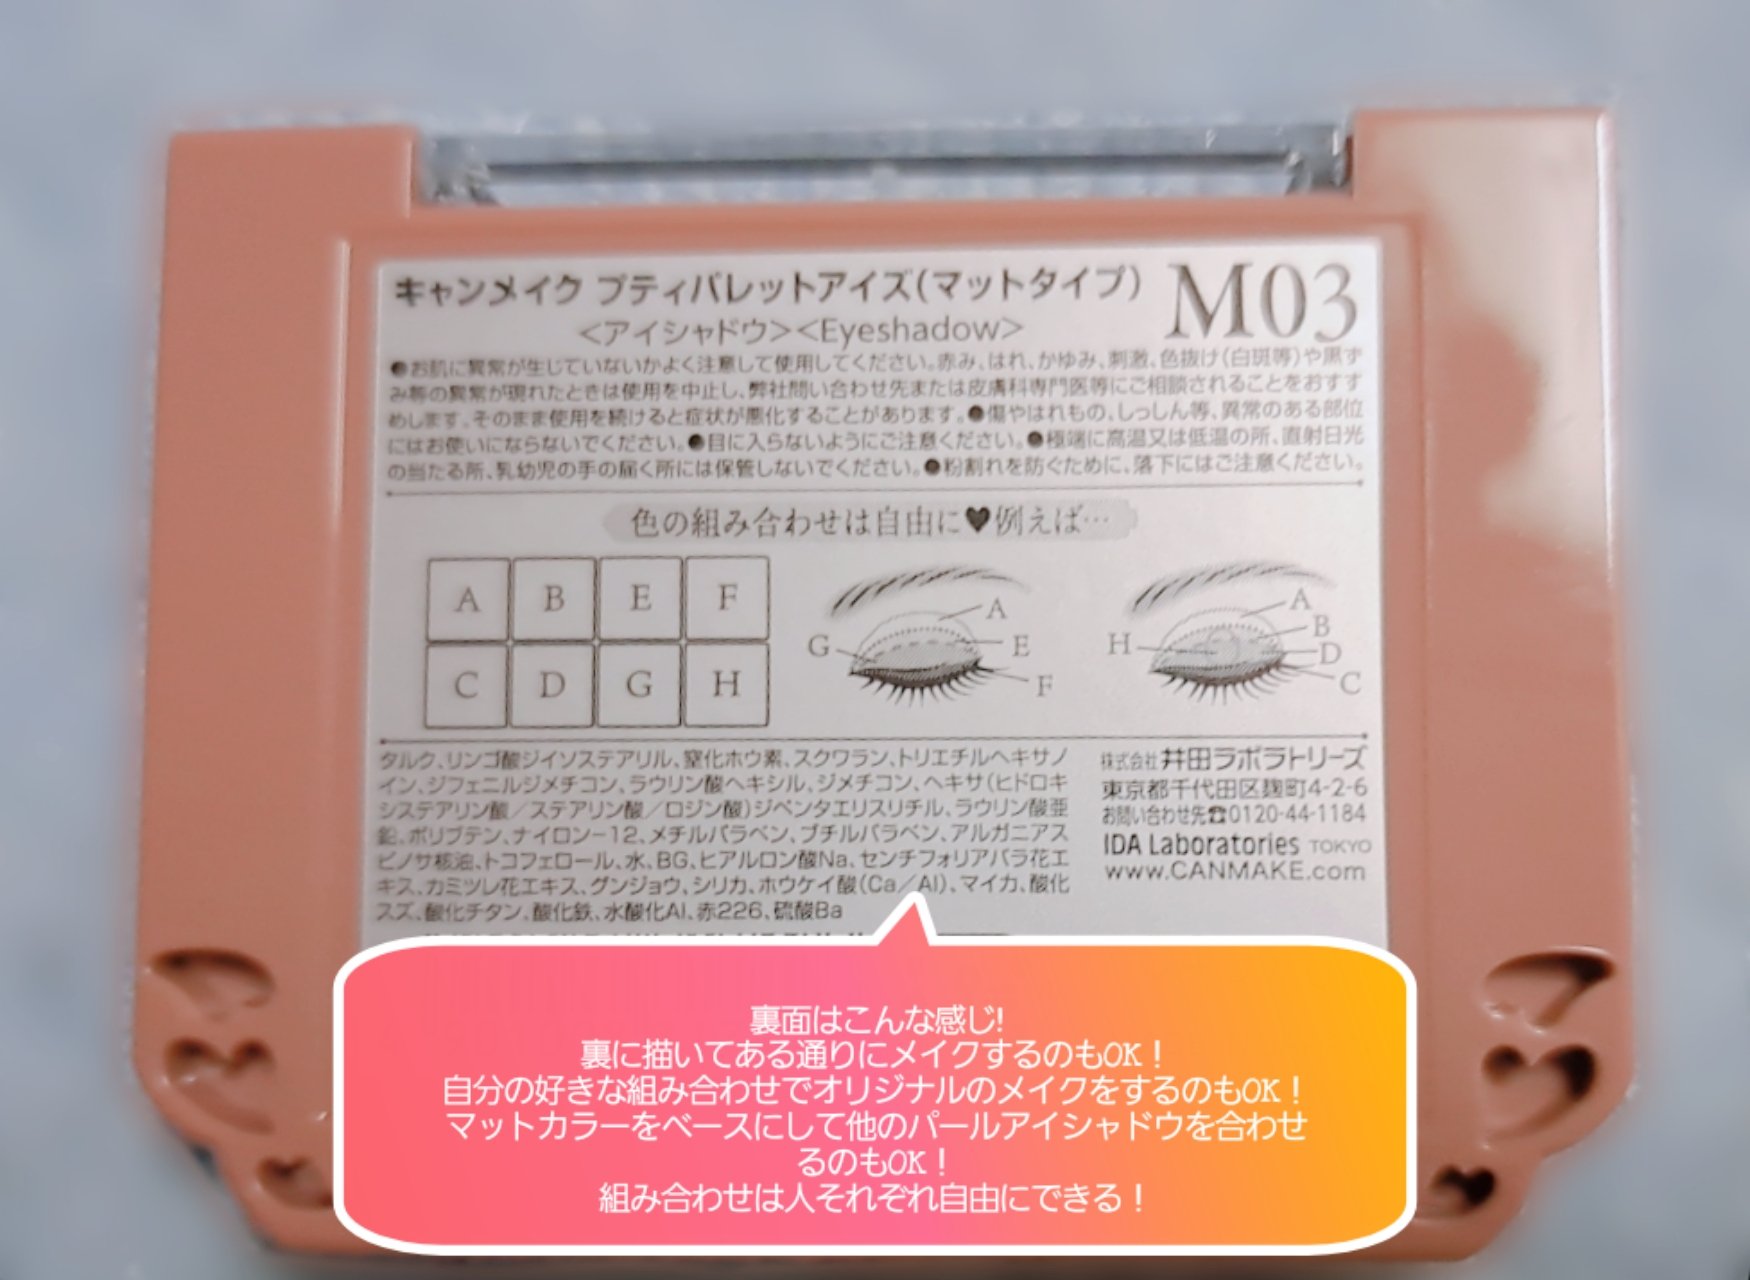 キャンメイク プティパレットアイズ(マットタイプ) M03
<アイシャドウ><Eyeshadow>
●お肌に異常が生じていないかよく注意して使用してください。赤み、はれ、かゆみ、刺激、色抜け(白斑等)や黒ず
み等の異常が現れたときは使用を中止し、弊社問い合わせ先または皮膚科専門医等にご相談されることをおすす
めします。そのまま使用を続けると症状が悪化することがあります。●傷やはれもの、しっしん等、異常のある部位
にはお使いにならないでください。●目に入らないようにご注意ください。●極端に高温又は低温の所、直射日光
の当たる所、乳幼児の手の届く所には保管しないでください。●粉割れを防ぐために、落下にはご注意ください。
色の組み合わせは自由に♥例えば…
A B E F
C D G H
A
G
E
F
A
B
H
D
C
タルク、リンゴ酸ジイソステアリル、窒化ホウ素、スクワラン、トリエチルヘキサノ
イン、ジフェニルジメチコン、ラウリン酸ヘキシル、ジメチコン、ヘキサ(ヒドロキ
システアリン酸/ステアリン酸/ロジン酸)ジペンタエリスリチル、ラウリン酸亜
鉛、ポリブテン、ナイロン-12、メチルパラベン、ブチルパラベン、アルガニアス
ピノサ核油、トコフェロール、水、BG、ヒアルロン酸Na、センチフォリアバラ花エ
キス、カミツレ花エキス、グンジョウ、シリカ、ホウケイ酸(Ca/Al)、マイカ、酸化
スズ、酸化チタン、酸化鉄、水酸化Al、赤226、硫酸Ba
株式会社 井田ラボラトリーズ
東京都千代田区麹町4-2-6
お問い合わせ先☎0120-44-1184
IDA Laboratories TOKYO
www.CANMAKE.com
裏面はこんな感じ!
裏に描いてある通りにメイクするのもOK!
自分の好きな組み合わせでオリジナルのメイクをするのもOK!
マットカラーをベースにして他のパールアイシャドウを合わせ
るのもOK!
組み合わせは人それぞれ自由にできる!